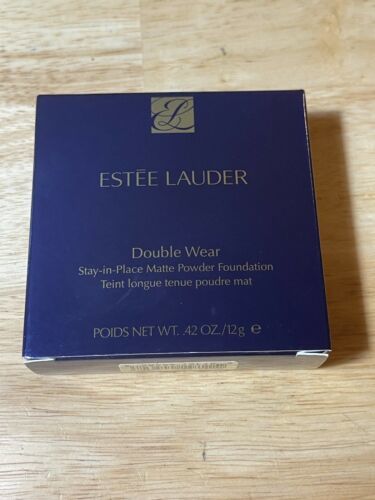 EL
ESTĒE LAUDER
Double Wear
Stay-in-Place Matte Powder Foundation
Teint longue tenue poudre mat
POIDS NET WT. .42 OZ./12g ℮